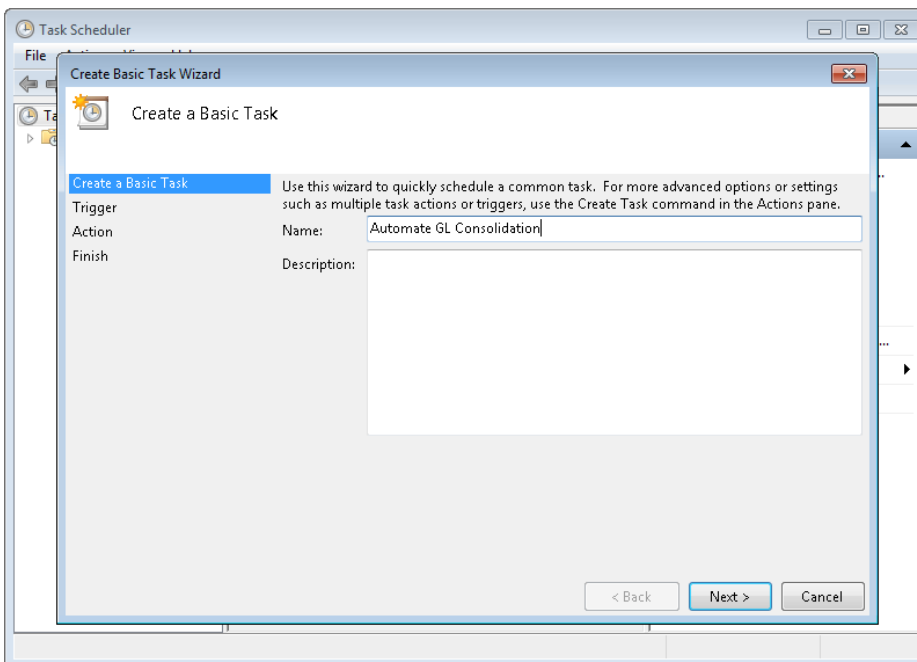 Task Scheduler
File
Create Basic Task Wizard
Create a Basic Task
Create a Basic Task
Trigger
Action
Finish
Use this wizard to quickly schedule a common task. For more advanced options or settings
such as multiple task actions or triggers, use the Create Task command in the Actions pane.
Name: Automate GL Consolidation
Description:
< Back Next > Cancel